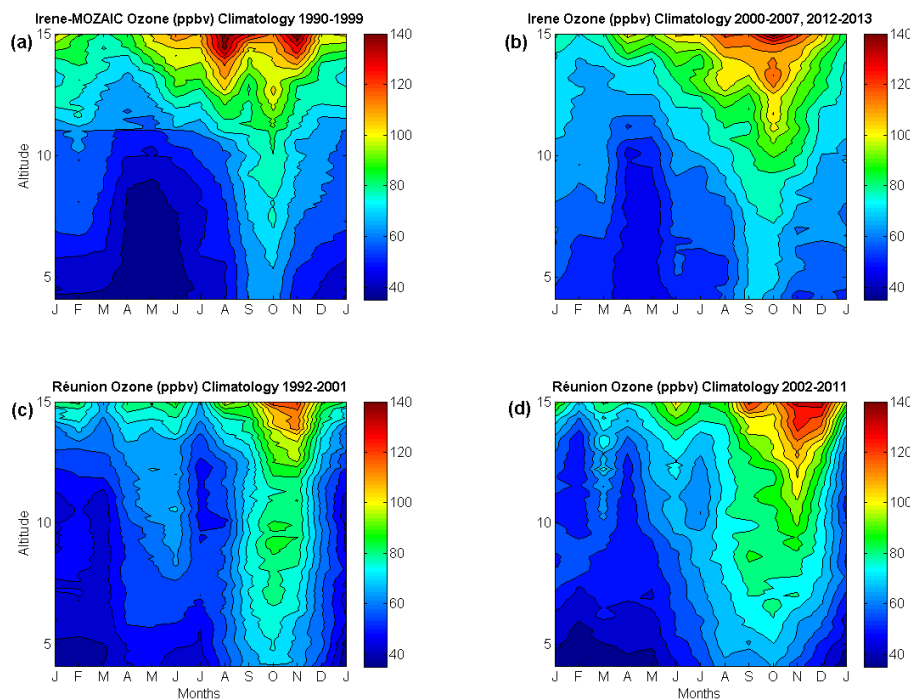 Irene-MOZAIC Ozone (ppbv) Climatology 1990-1999
(a)
15
10
5
Altitude
J F M A M J J A S O N D J
140
120
100
80
60
40
Irene Ozone (ppbv) Climatology 2000-2007, 2012-2013
(b)
15
10
5
J F M A M J J A S O N D J
140
120
100
80
60
40
Réunion Ozone (ppbv) Climatology 1992-2001
(c)
15
10
5
Altitude
J F M A M J J A S O N D J
Months
140
120
100
80
60
40
Réunion Ozone (ppbv) Climatology 2002-2011
(d)
15
10
5
J F M A M J J A S O N D J
Months
140
120
100
80
60
40